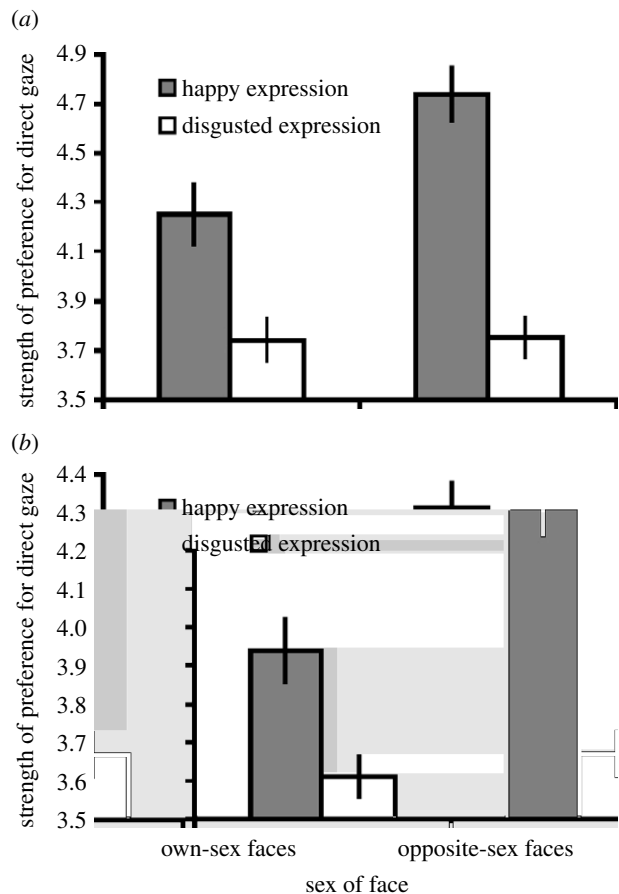 (a)
4.9
4.7
4.5
4.3
4.1
3.9
3.7
3.5
strength of preference for direct gaze
happy expression
disgusted expression
(b)
4.4
4.3
4.2
4.1
4.0
3.9
3.8
3.7
3.6
3.5
strength of preference for direct gaze
happy expression
disgusted expression
own-sex faces opposite-sex faces
sex of face